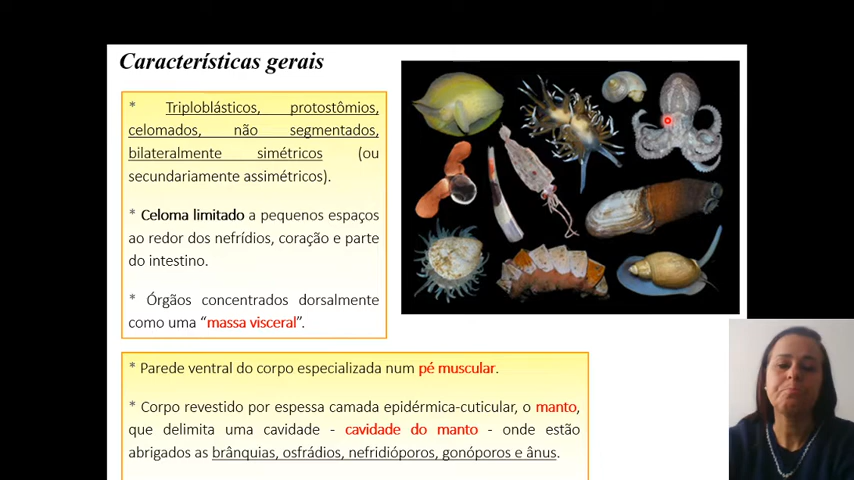 Características gerais
* Triploblásticos, protostômios,
celomados, não segmentados,
bilateralmente simétricos (ou
secundariamente assimétricos).
* Celoma limitado a pequenos espaços
ao redor dos nefrídios, coração e parte
do intestino.
* Órgãos concentrados dorsalmente
como uma “massa visceral”.
* Parede ventral do corpo especializada num pé muscular.
* Corpo revestido por espessa camada epidérmica-cuticular, o manto,
que delimita uma cavidade - cavidade do manto - onde estão
abrigados as brânquias, osfrádios, nefridióporos, gonóporos e ânus.